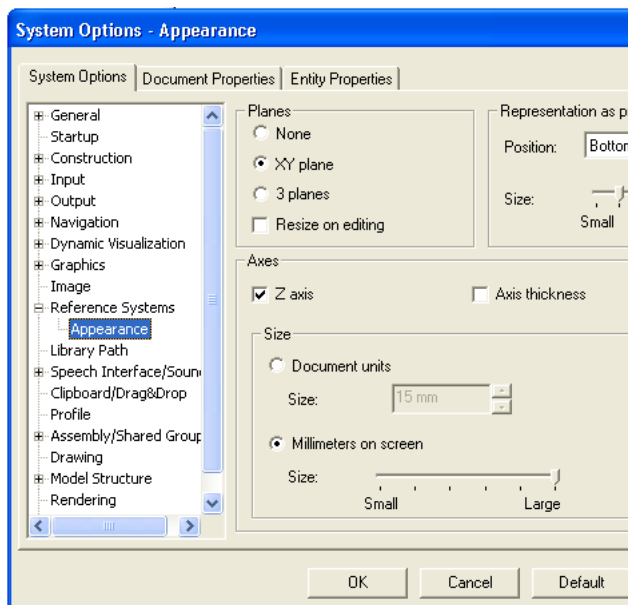 System Options - Appearance
System Options
Document Properties
Entity Properties
General
Startup
Construction
Input
Output
Navigation
Dynamic Visualization
Graphics
Image
Reference Systems
Appearance
Library Path
Speech Interface/Soun
Clipboard/Drag&Drop
Profile
Assembly/Shared Group
Drawing
Model Structure
Rendering
Planes
None
XY plane
3 planes
Resize on editing
Representation as p
Position: Bottom
Size:
Small
Axes
Z axis
Axis thickness
Size
Document units
Size: 15 mm
Millimeters on screen
Size:
Small Large
OK Cancel Default